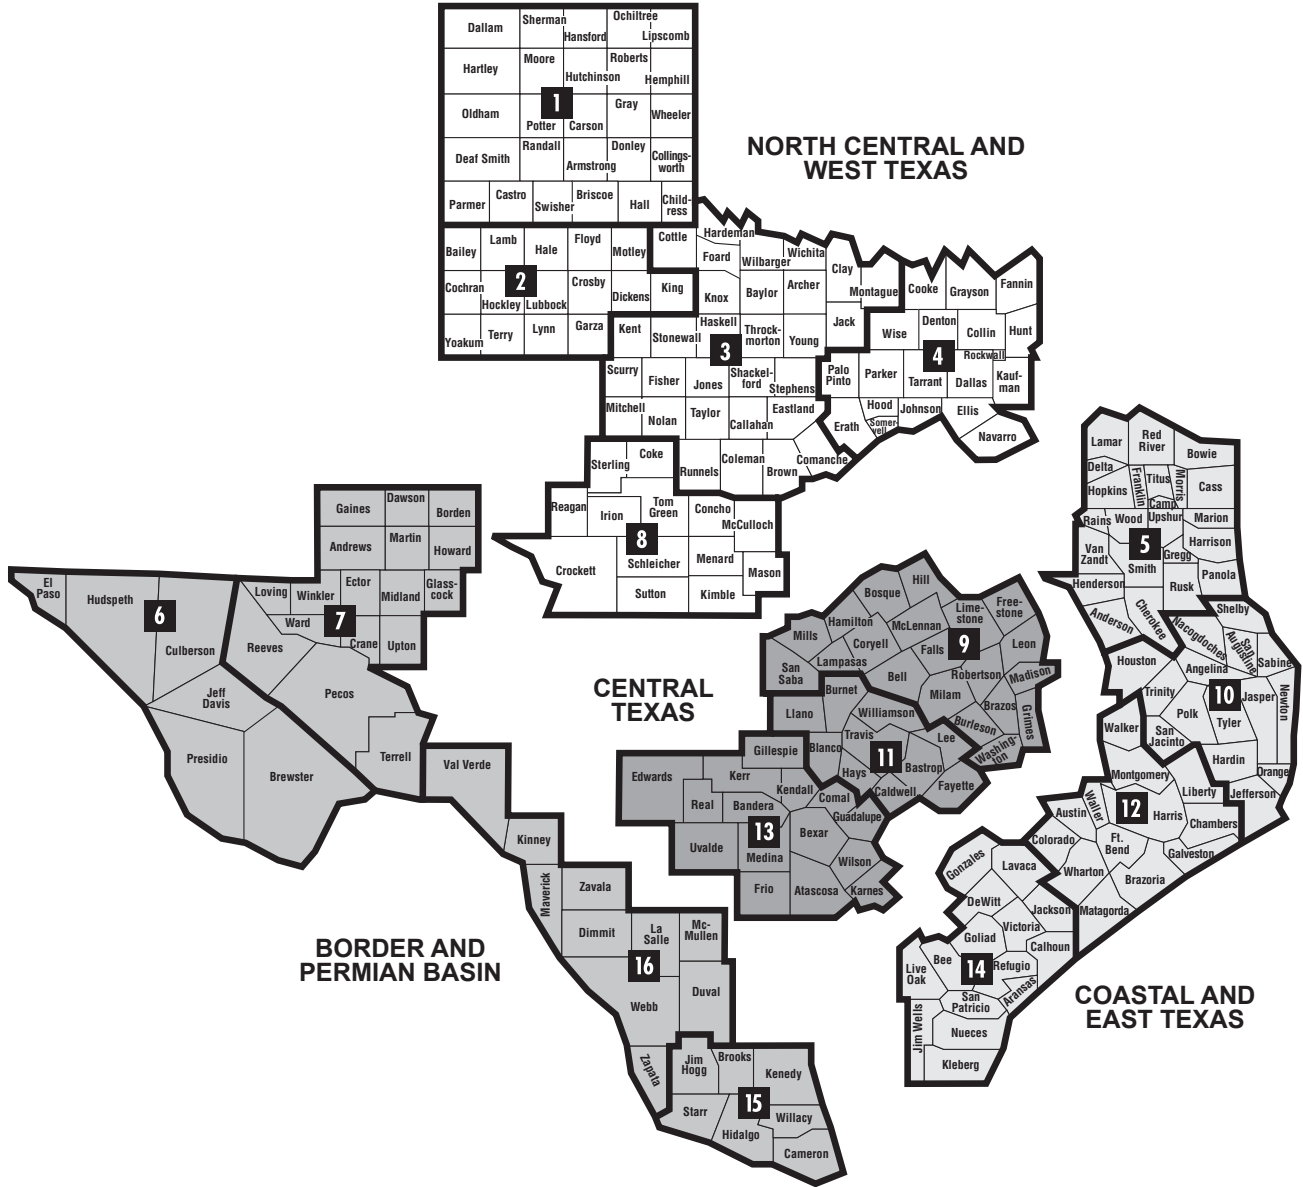 Dallam
Sherman
Hansford
Ochiltree
Lipscomb
Hartley
Moore
Hutchinson
Roberts
Hemphill
1
Oldham
Potter
Carson
Gray
Wheeler
Deaf Smith
Randall
Armstrong
Donley
Collings-
worth
Parmer
Castro
Swisher
Briscoe
Hall
Child-
ress
NORTH CENTRAL AND
WEST TEXAS
Bailey
Lamb
Hale
Floyd
Motley
2
Cochran
Hockley
Lubbock
Crosby
Dickens
Yoakum
Terry
Lynn
Garza
Cottle
Hardeman
Foard
Wilbarger
Wichita
Clay
Montague
King
Knox
Baylor
Archer
Jack
Kent
Stonewall
Haskell
Throck-
morton
Young
3
Scurry
Fisher
Jones
Shackel-
ford
Stephens
Mitchell
Nolan
Taylor
Callahan
Eastland
Runnels
Coleman
Brown
Comanche
Cooke
Grayson
Fannin
Wise
Denton
Collin
Hunt
4
Rockwall
Palo
Pinto
Parker
Tarrant
Dallas
Kauf-
man
Erath
Hood
Somer-
vell
Johnson
Ellis
Navarro
Lamar
Red
River
Bowie
Delta
Hopkins
Franklin
Titus
Camp
Morris
Cass
Rains
Wood
Upshur
Marion
5
Van
Zandt
Smith
Gregg
Harrison
Henderson
Rusk
Panola
Anderson
Cherokee
Sterling
Coke
Reagan
Irion
Tom
Green
Concho
McCulloch
8
Crockett
Schleicher
Menard
Mason
Sutton
Kimble
Gaines
Dawson
Borden
Andrews
Martin
Howard
Loving
Winkler
Ector
Midland
Glass-
cock
7
Ward
Crane
Upton
Reeves
Pecos
Terrell
El
Paso
Hudspeth
6
Culberson
Jeff
Davis
Presidio
Brewster
CENTRAL
TEXAS
Bosque
Hill
Mills
Hamilton
McLennan
Lime-
stone
Free-
stone
Coryell
Falls
9
Leon
San
Saba
Lampasas
Bell
Robertson
Madison
Milam
Brazos
Grimes
Burleson
Washing-
ton
Burnet
Llano
Williamson
Blanco
Travis
Lee
11
Hays
Bastrop
Caldwell
Fayette
Edwards
Gillespie
Kerr
Kendall
Real
Bandera
Comal
Guadalupe
13
Uvalde
Medina
Bexar
Wilson
Frio
Atascosa
Karnes
Shelby
Nacogdoches
San
Augustine
Sabine
Houston
Angelina
Trinity
10
Jasper
Newton
Polk
Tyler
San
Jacinto
Hardin
Orange
Jefferson
Walker
Montgomery
Liberty
12
Waller
Austin
Harris
Chambers
Colorado
Ft.
Bend
Galveston
Wharton
Brazoria
Matagorda
Gonzales
Lavaca
DeWitt
Jackson
Victoria
Goliad
Calhoun
Bee
14
Refugio
Live
Oak
San
Patricio
Aransas
Jim Wells
Nueces
Kleberg
COASTAL AND
EAST TEXAS
BORDER AND
PERMIAN BASIN
Val Verde
Kinney
Maverick
Zavala
Dimmit
La
Salle
Mc-
Mullen
16
Webb
Duval
Zapata
Jim
Hogg
Brooks
Kenedy
15
Starr
Willacy
Hidalgo
Cameron